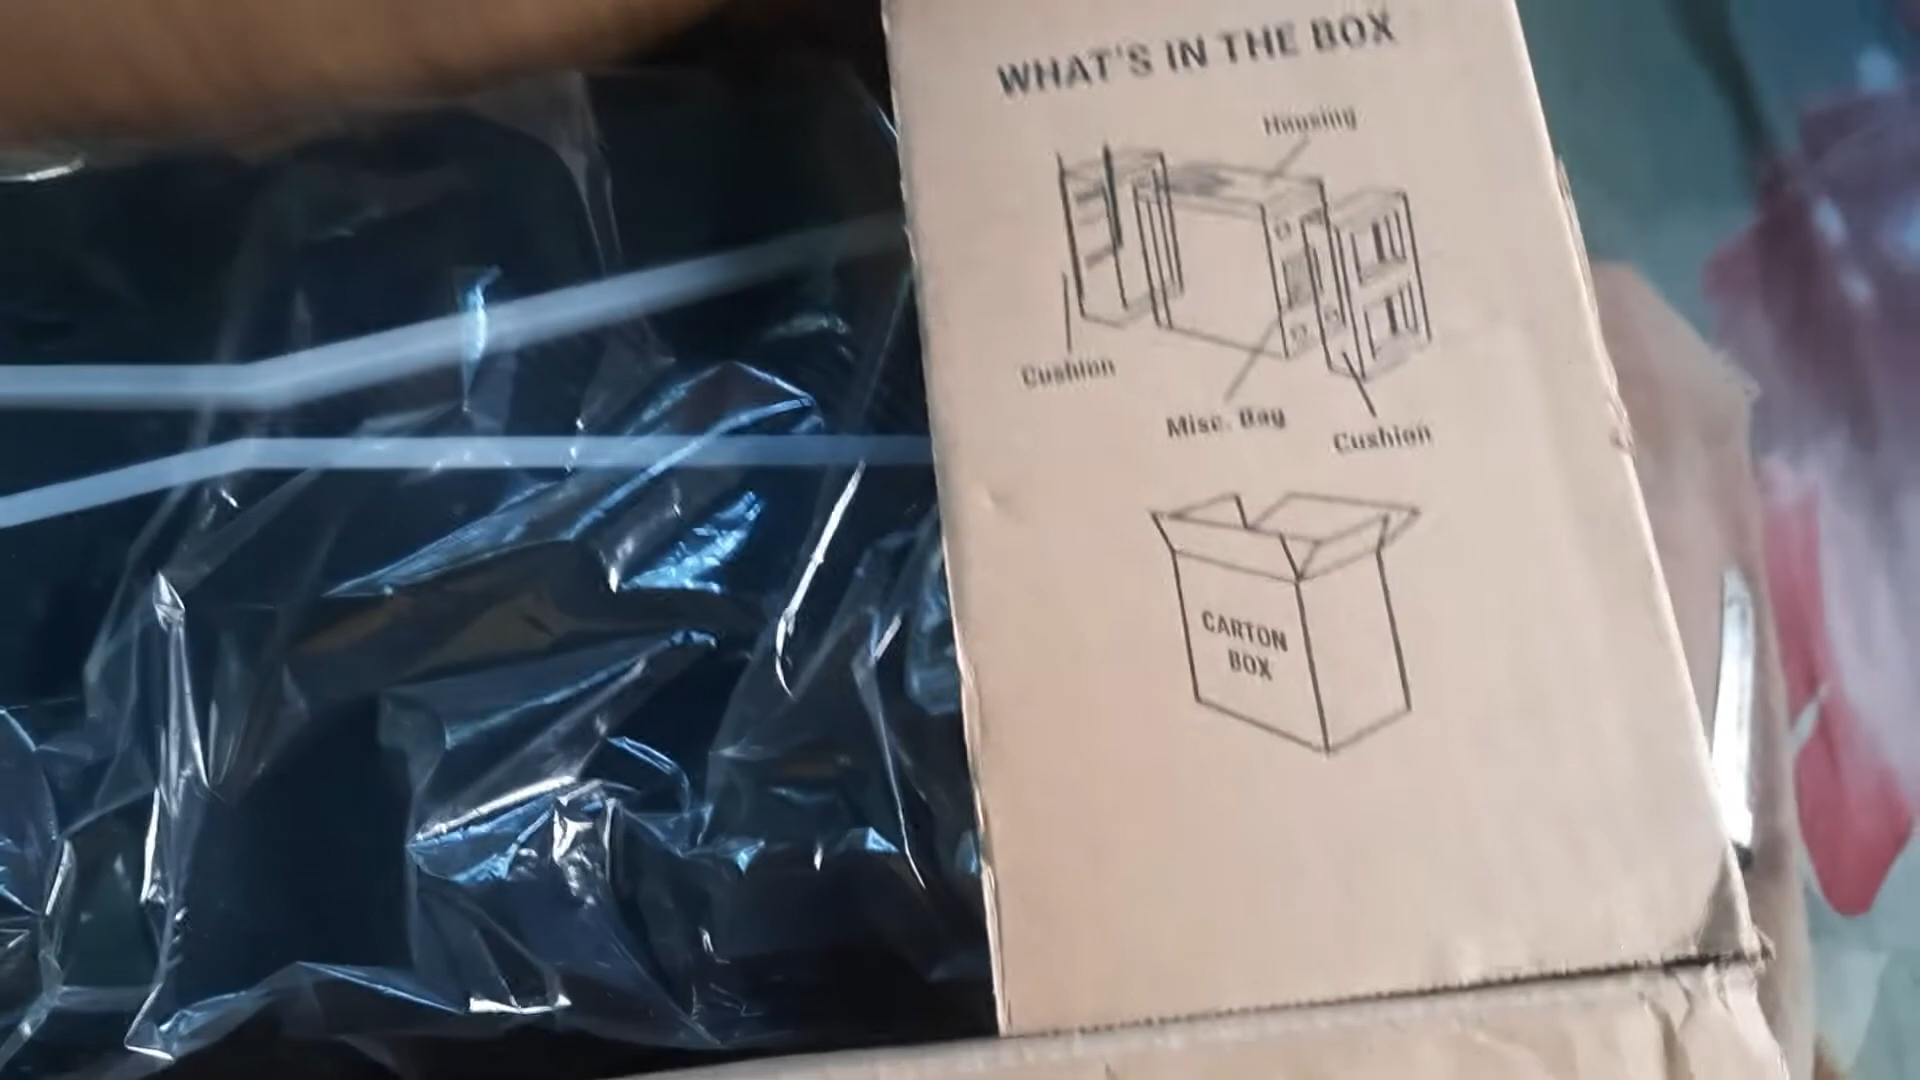 WHAT'S IN THE BOX
Housing
Cushion
Misc. Bag
Cushion
CARTON
BOX